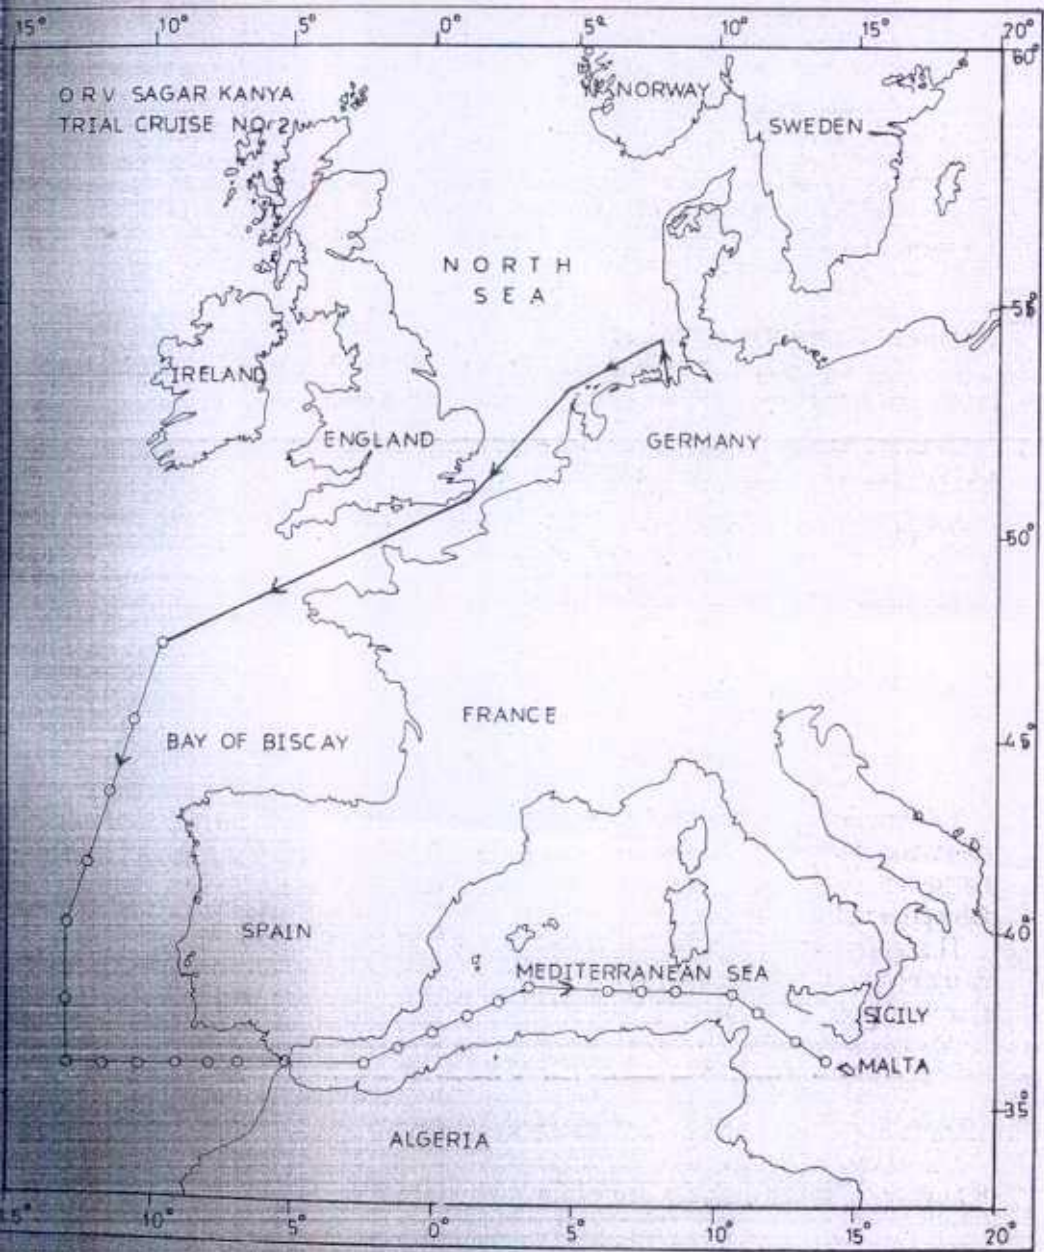 15° 10° 5° 0° 5° 10° 15° 20°
60°
O R V SAGAR KANYA
TRIAL CRUISE NO. 2
NORWAY
SWEDEN
NORTH
SEA
55°
IRELAND
ENGLAND
GERMANY
50°
FRANCE
45°
BAY OF BISCAY
SPAIN
40°
MEDITERRANEAN SEA
SICILY
MALTA
35°
ALGERIA
15° 10° 5° 0° 5° 10° 15° 20°